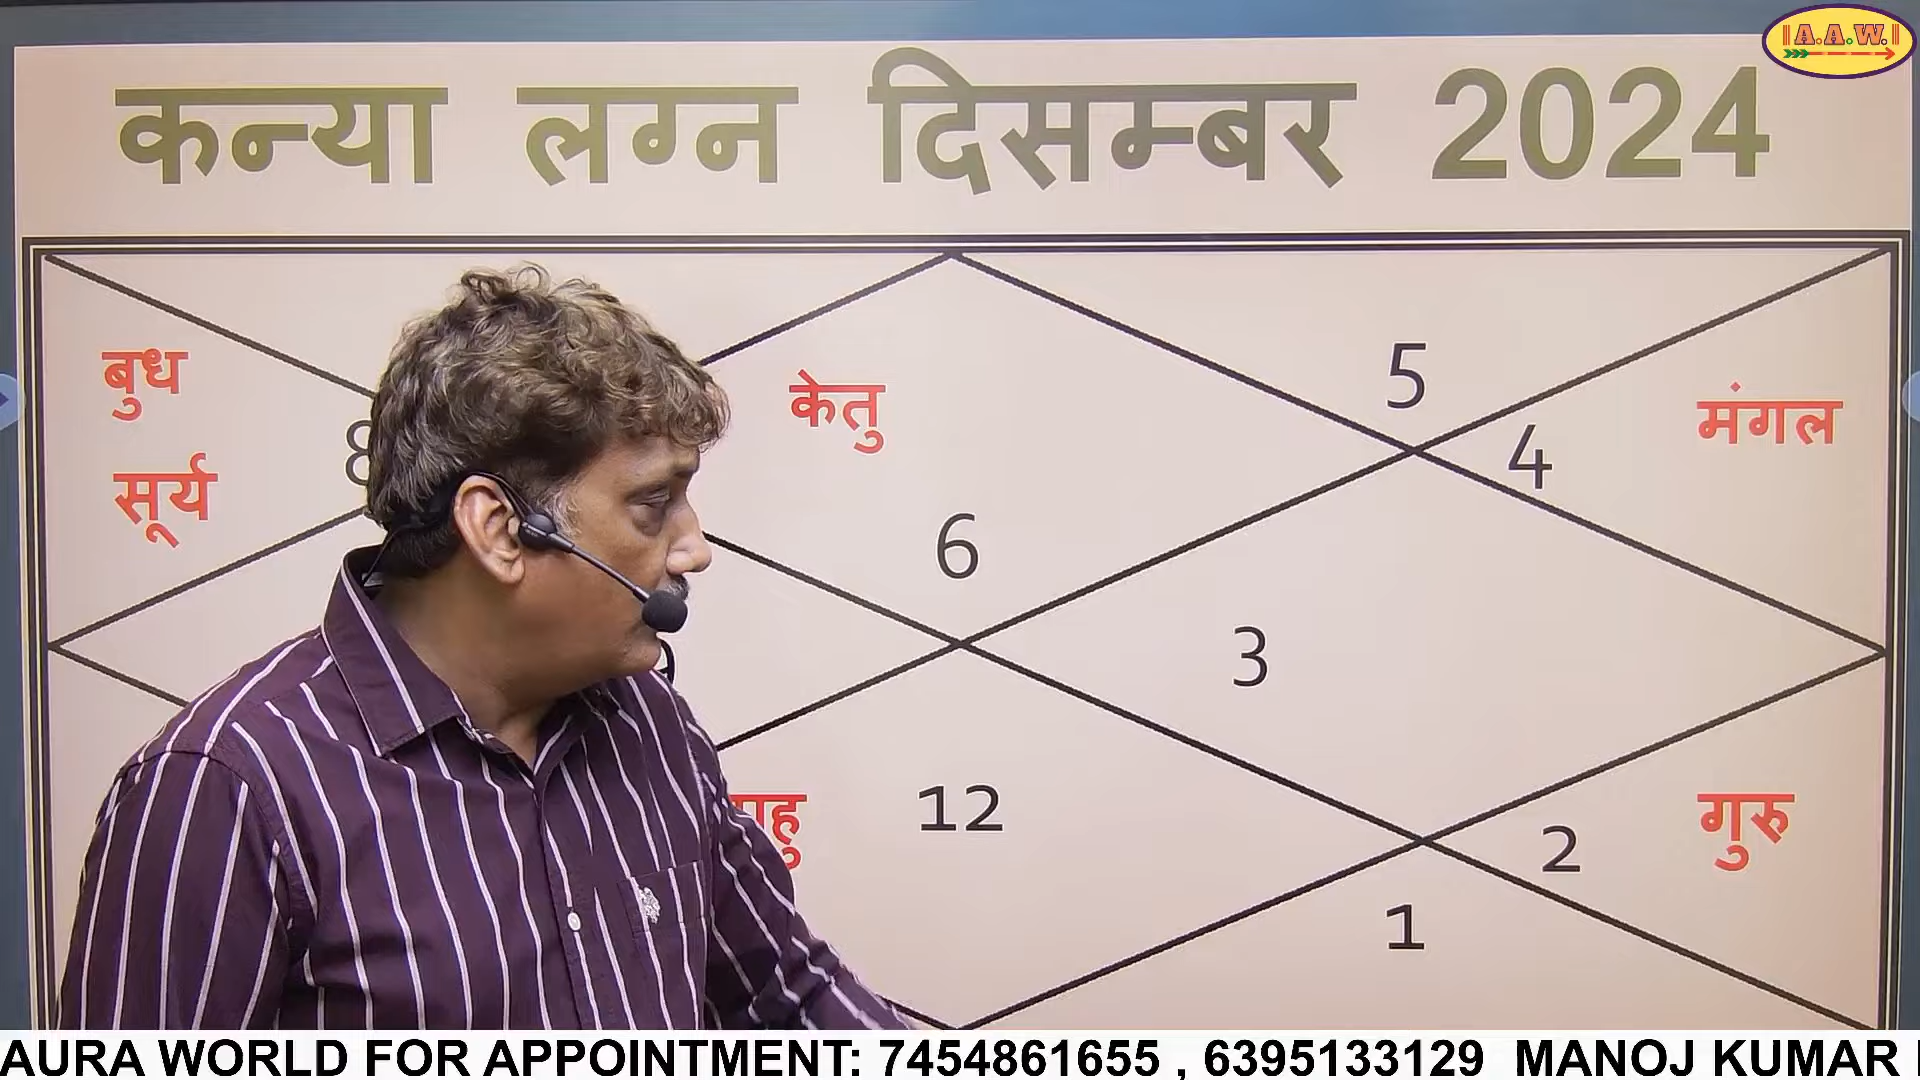 A.A.W.
कन्या लग्न दिसम्बर 2024
बुध
सूर्य
केतु
5
4
मंगल
6
3
12
2
गुरु
1
AURA WORLD FOR APPOINTMENT: 7454861655 , 6395133129 MANOJ KUMAR